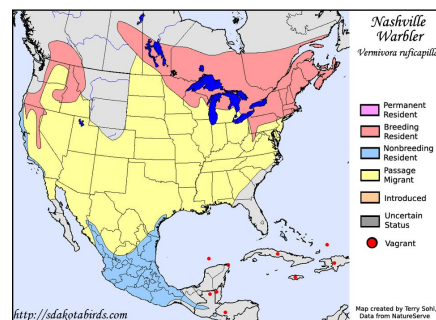 Nashville
Warbler
Vermivora ruficapilla
Permanent
Resident
Breeding
Resident
Nonbreeding
Resident
Passage
Migrant
Introduced
Uncertain
Status
Vagrant
http://sdakotabirds.com
Map created by Terry Sohl,
Data from NatureServe